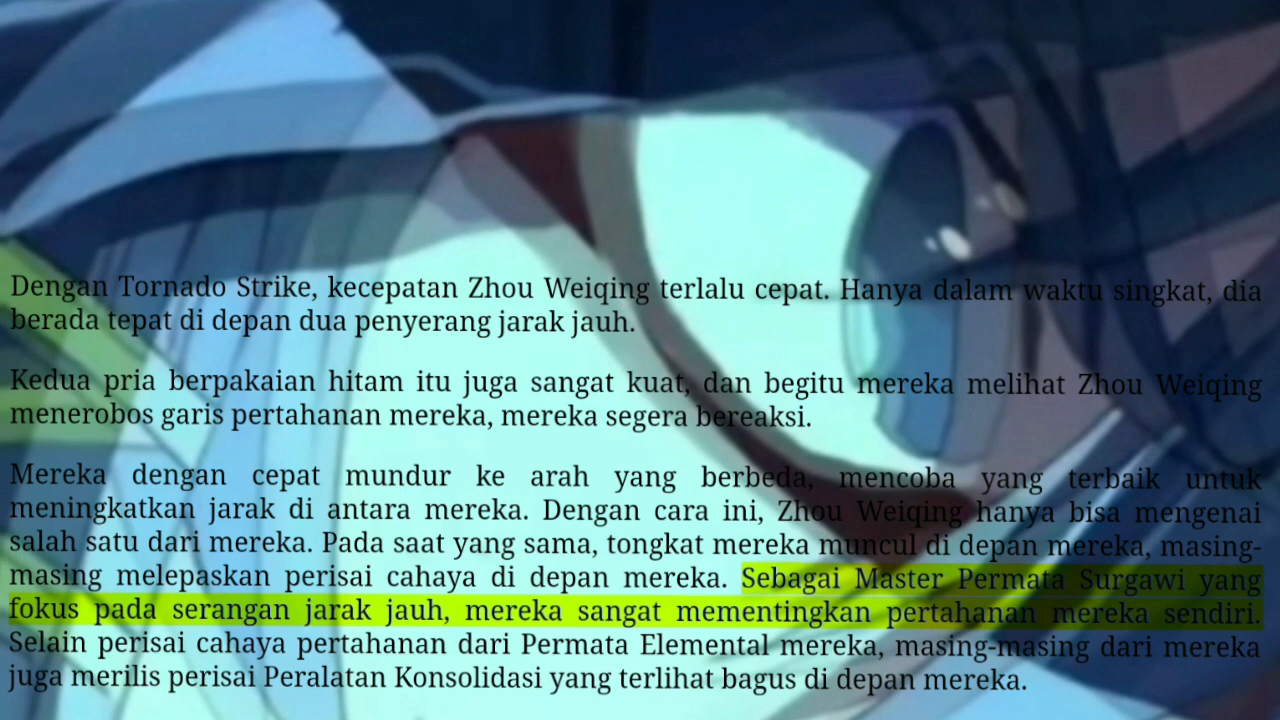 Dengan Tornado Strike, kecepatan Zhou Weiqing terlalu cepat. Hanya dalam waktu singkat, dia
berada tepat di depan dua penyerang jarak jauh.
Kedua pria berpakaian hitam itu juga sangat kuat, dan begitu mereka melihat Zhou Weiqing
menerobos garis pertahanan mereka, mereka segera bereaksi.
Mereka dengan cepat mundur ke arah yang berbeda, mencoba yang terbaik untuk
meningkatkan jarak di antara mereka. Dengan cara ini, Zhou Weiqing hanya bisa mengenai
salah satu dari mereka. Pada saat yang sama, tongkat mereka muncul di depan mereka, masing-
masing melepaskan perisai cahaya di depan mereka. Sebagai Master Permata Surgawi yang
fokus pada serangan jarak jauh, mereka sangat mementingkan pertahanan mereka sendiri.
Selain perisai cahaya pertahanan dari Permata Elemental mereka, masing-masing dari mereka
juga merilis perisai Peralatan Konsolidasi yang terlihat bagus di depan mereka.